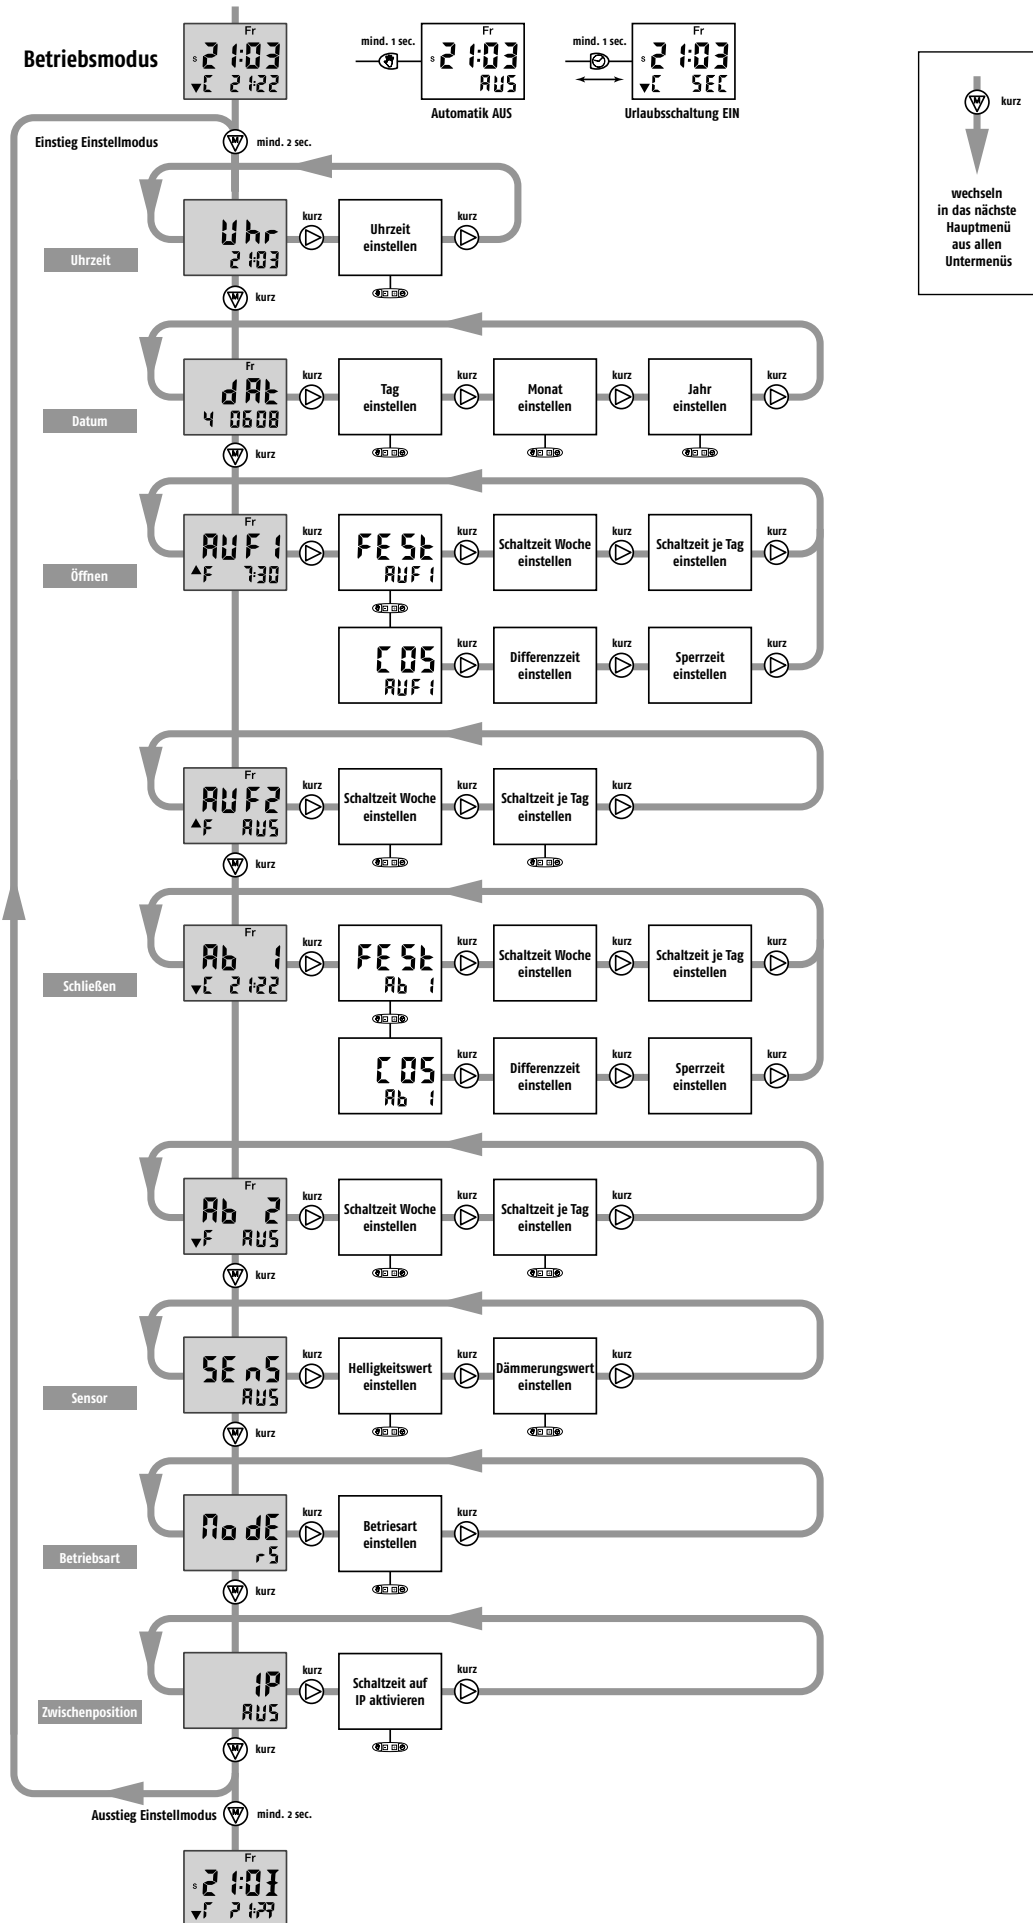 Fr
Betriebsmodus
s 21:03
▼C 21:22
mind. 1 sec.
Fr
s 21:03
AUS
Automatik AUS
mind. 1 sec.
Fr
s 21:03
▼C SEC
Urlaubsschaltung EIN
M kurz
wechseln
in das nächste
Hauptmenü
aus allen
Untermenüs
Einstieg Einstellmodus M mind. 2 sec.
Uhrzeit
Uhr
21:03
kurz
Uhrzeit
einstellen
kurz
M kurz
Datum
Fr
dAt
4 0608
kurz
Tag
einstellen
kurz
Monat
einstellen
kurz
Jahr
einstellen
kurz
M kurz
Öffnen
Fr
AUF1
▲F 7:30
kurz
FESt
AUF1
kurz
Schaltzeit Woche
einstellen
kurz
Schaltzeit je Tag
einstellen
kurz
COS
AUF1
kurz
Differenzzeit
einstellen
kurz
Sperrzeit
einstellen
kurz
Fr
AUF2
▲F AUS
kurz
Schaltzeit Woche
einstellen
kurz
Schaltzeit je Tag
einstellen
kurz
M kurz
Schließen
Fr
Ab 1
▼C 21:22
kurz
FESt
Ab 1
kurz
Schaltzeit Woche
einstellen
kurz
Schaltzeit je Tag
einstellen
kurz
COS
Ab 1
kurz
Differenzzeit
einstellen
kurz
Sperrzeit
einstellen
kurz
Fr
Ab 2
▼F AUS
kurz
Schaltzeit Woche
einstellen
kurz
Schaltzeit je Tag
einstellen
kurz
M kurz
Sensor
SEnS
AUS
kurz
Helligkeitswert
einstellen
kurz
Dämmerungswert
einstellen
kurz
M kurz
Betriebsart
ModE
rS
kurz
Betriesart
einstellen
kurz
M kurz
Zwischenposition
IP
AUS
kurz
Schaltzeit auf
IP aktivieren
kurz
M kurz
Ausstieg Einstellmodus M mind. 2 sec.
Fr
s